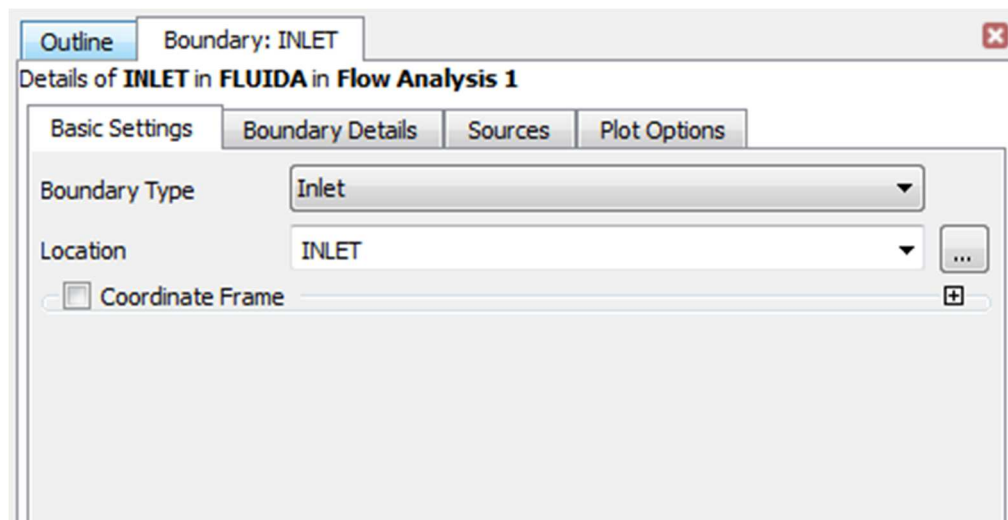 Outline Boundary: INLET
Details of INLET in FLUIDA in Flow Analysis 1
Basic Settings Boundary Details Sources Plot Options
Boundary Type Inlet
Location INLET ...
Coordinate Frame